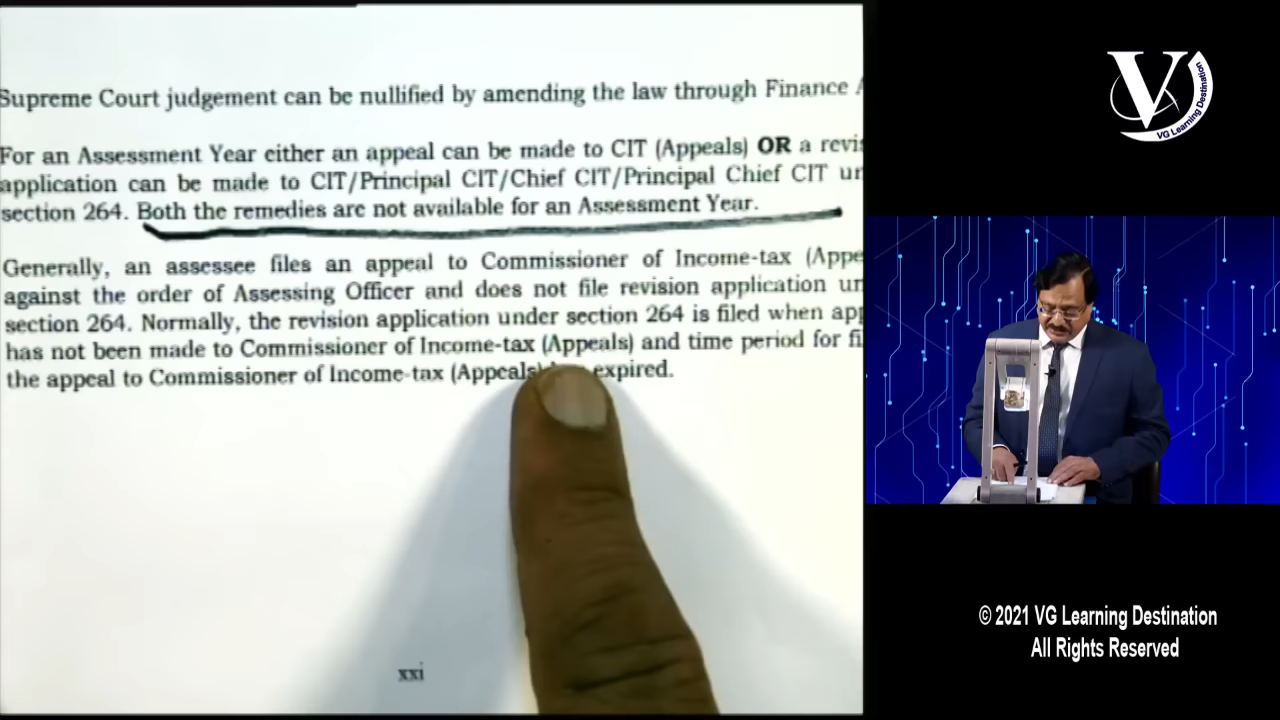 Supreme Court judgement can be nullified by amending the law through Finance
For an Assessment Year either an appeal can be made to CIT (Appeals) OR a revis
application can be made to CIT/Principal CIT/Chief CIT/Principal Chief CIT un
section 264. Both the remedies are not available for an Assessment Year.
Generally, an assessee files an appeal to Commissioner of Income-tax (Appe
against the order of Assessing Officer and does not file revision application un
section 264. Normally, the revision application under section 264 is filed when app
has not been made to Commissioner of Income-tax (Appeals) and time period for fi
the appeal to Commissioner of Income-tax (Appeals) expired.
xxi
V
VG Learning Destination
© 2021 VG Learning Destination
All Rights Reserved